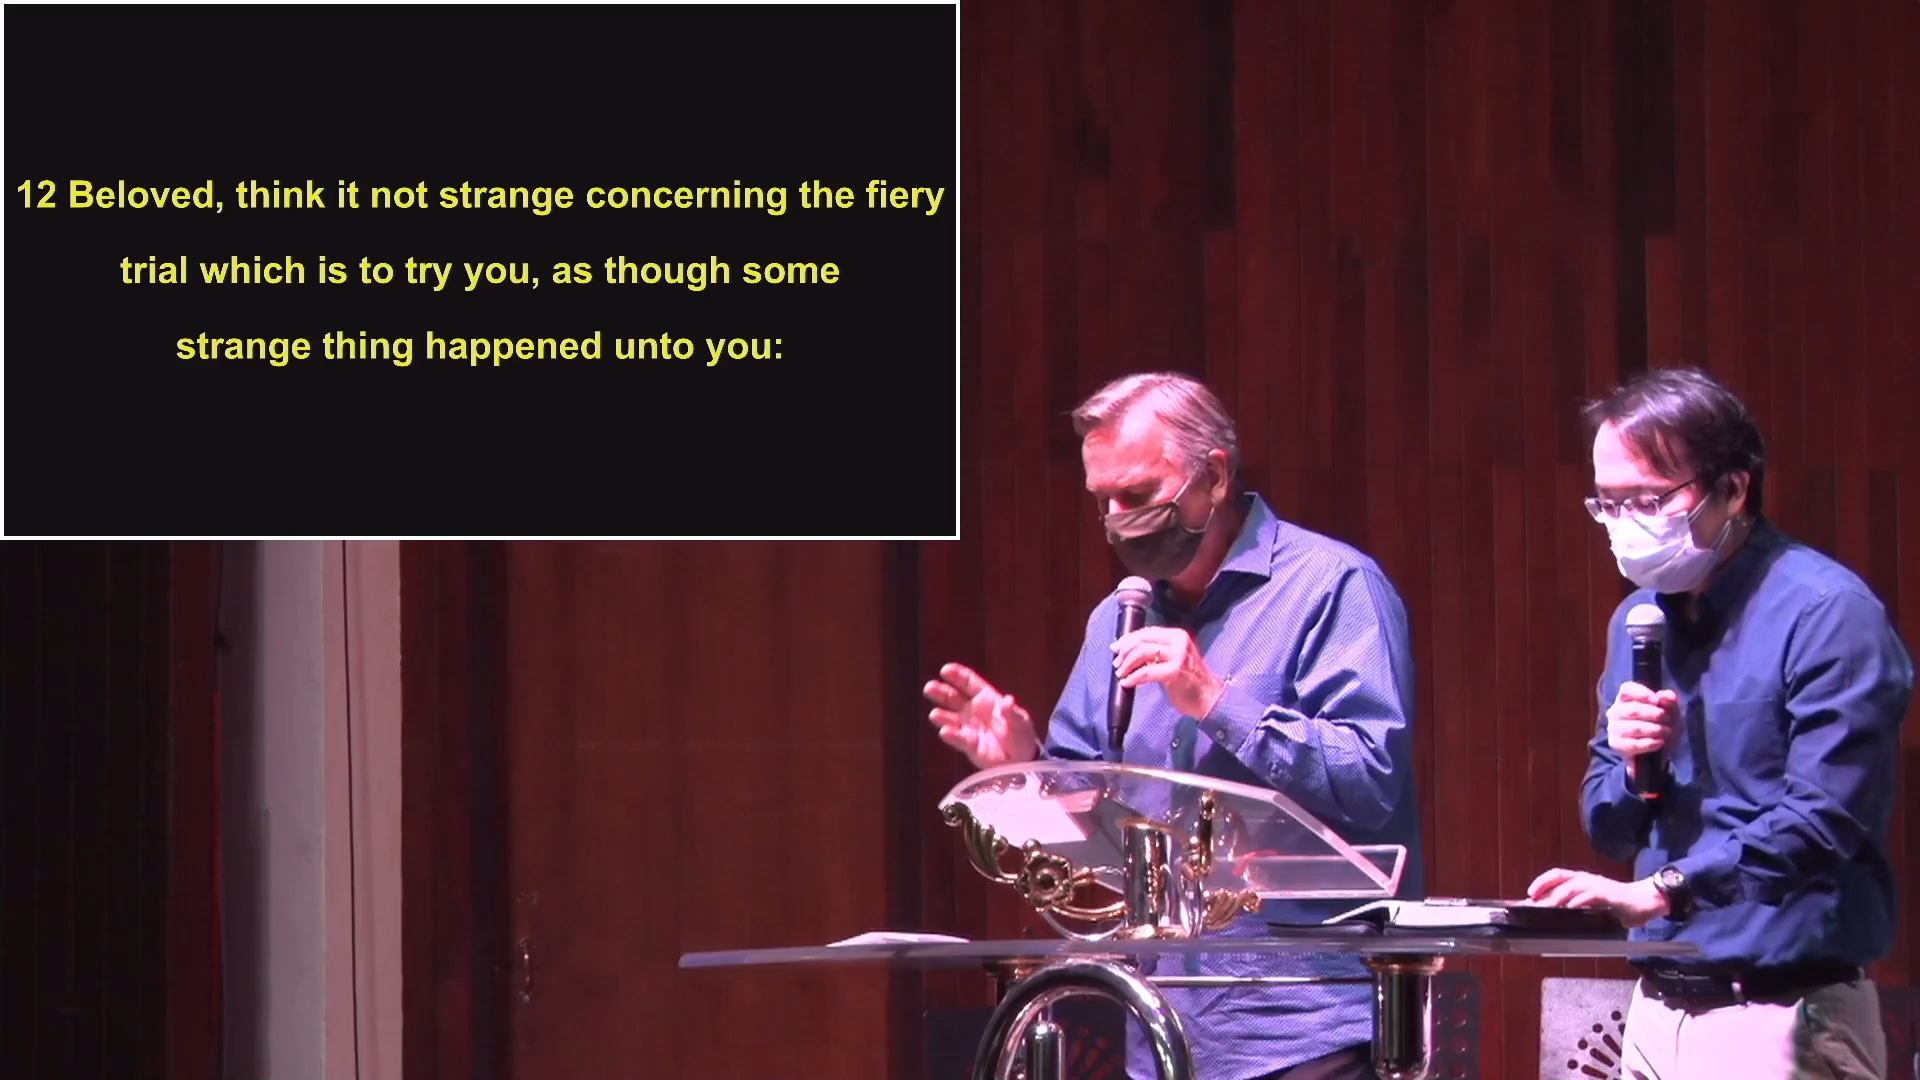 12 Beloved, think it not strange concerning the fiery
trial which is to try you, as though some
strange thing happened unto you: